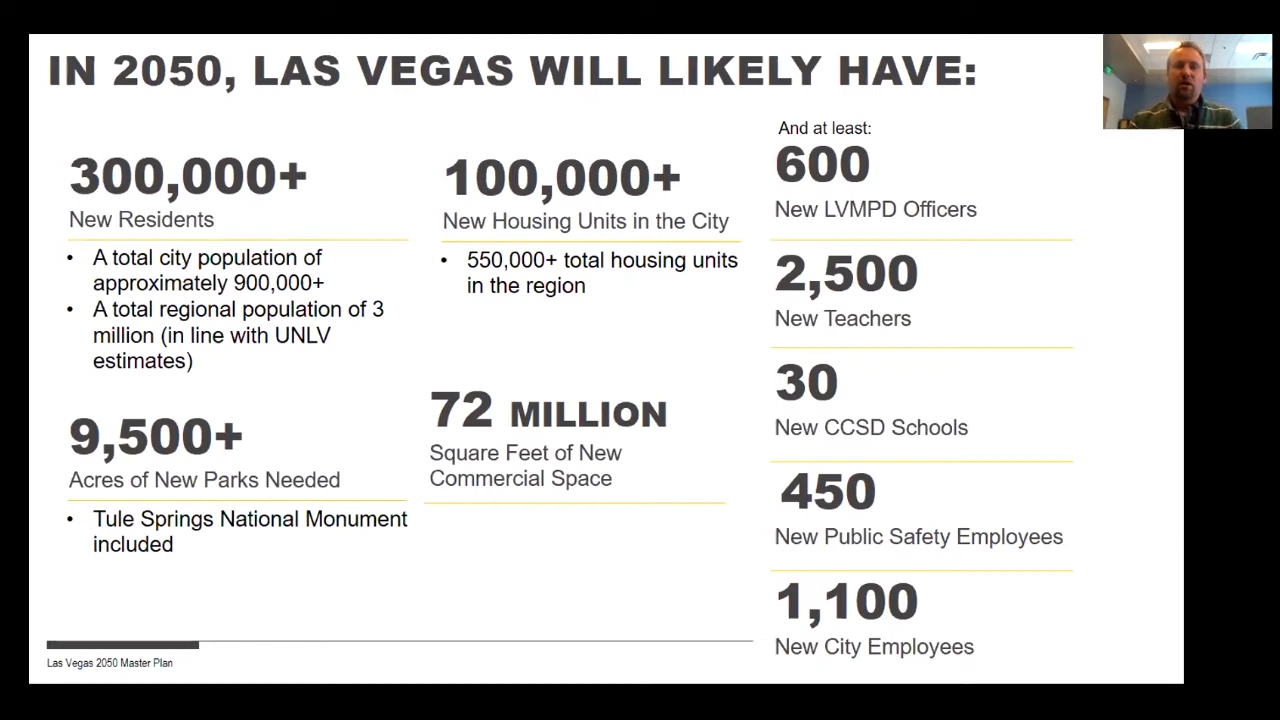 IN 2050, LAS VEGAS WILL LIKELY HAVE:
300,000+
New Residents
• A total city population of
approximately 900,000+
• A total regional population of 3
million (in line with UNLV
estimates)
9,500+
Acres of New Parks Needed
• Tule Springs National Monument
included
100,000+
New Housing Units in the City
• 550,000+ total housing units
in the region
72 MILLION
Square Feet of New
Commercial Space
And at least:
600
New LVMPD Officers
2,500
New Teachers
30
New CCSD Schools
450
New Public Safety Employees
1,100
New City Employees
Las Vegas 2050 Master Plan